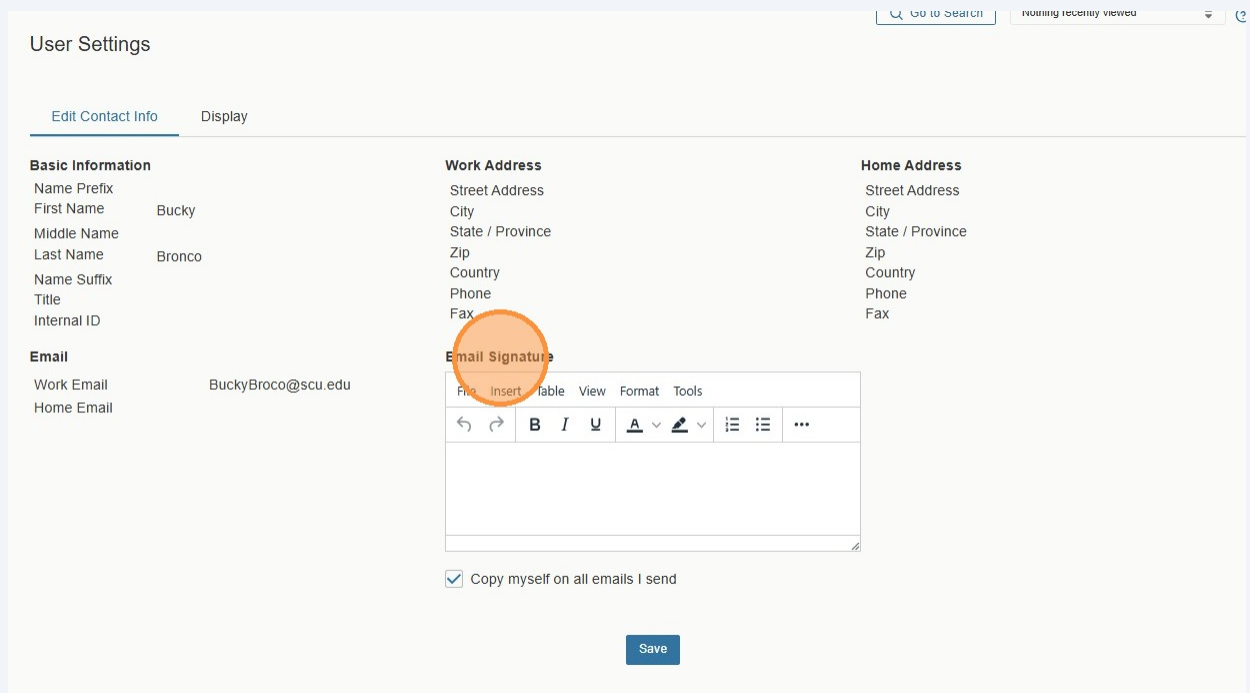 Go to Search
Nothing recently viewed
User Settings
Edit Contact Info
Display
Basic Information
Name Prefix
First Name Bucky
Middle Name
Last Name Bronco
Name Suffix
Title
Internal ID
Work Address
Street Address
City
State / Province
Zip
Country
Phone
Fax
Home Address
Street Address
City
State / Province
Zip
Country
Phone
Fax
Email
Work Email BuckyBroco@scu.edu
Home Email
Email Signature
File Insert Table View Format Tools
B I U A
Copy myself on all emails I send
Save